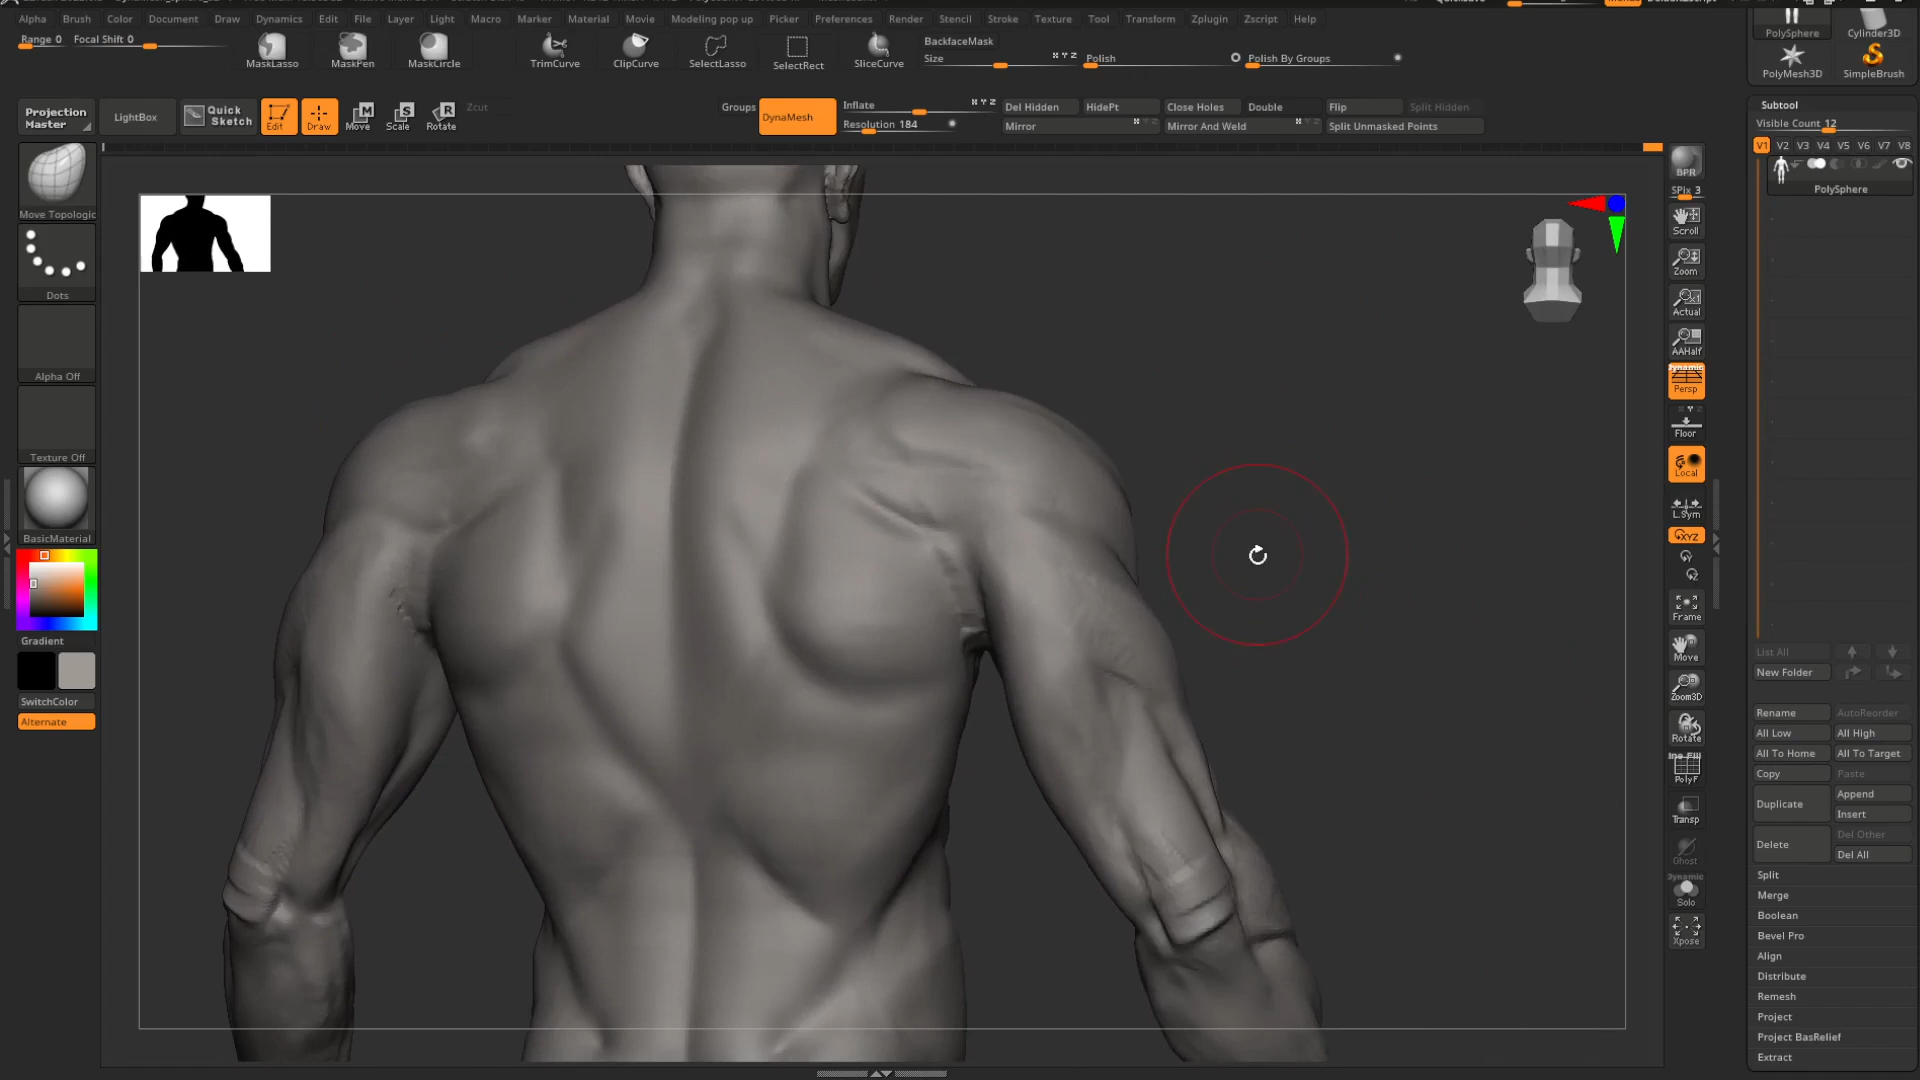 Alpha Brush Color Document Draw Dynamics Edit File Layer Light Macro Marker Material Movie Modeling pop up Picker Preferences Render Stencil Stroke Texture Tool Transform Zplugin Zscript Help
Range 0 Focal Shift 0
MaskLasso MaskPen MaskCircle TrimCurve ClipCurve SelectLasso SelectRect SliceCurve
BackfaceMask
Size X Y Z Polish Polish By Groups
PolySphere Cylinder3D
PolyMesh3D SimpleBrush
Projection Master LightBox Quick Sketch Edit Draw Move Scale Rotate Zcut
Groups DynaMesh Inflate X Y Z Del Hidden HidePt Close Holes Double Flip Split Hidden
Resolution 184 Mirror Mirror And Weld Split Unmasked Points
Subtool
Visible Count 12
V1 V2 V3 V4 V5 V6 V7 V8
PolySphere
Move Topologic
Dots
Alpha Off
Texture Off
BasicMaterial
Gradient
SwitchColor
Alternate
BPR
SPix 3
Scroll
Zoom
Actual
AAHalf
Dynamic
Persp
Floor
Local
L.Sym
XYZ
Y
Z
Frame
Move
Zoom3D
Rotate
Line Fill
PolyF
Transp
Ghost
Dynamic
Solo
Xpose
List All
New Folder
Rename AutoReorder
All Low All High
All To Home All To Target
Copy Paste
Duplicate Append
Insert
Delete Del Other
Del All
Split
Merge
Boolean
Bevel Pro
Align
Distribute
Remesh
Project
Project BasRelief
Extract